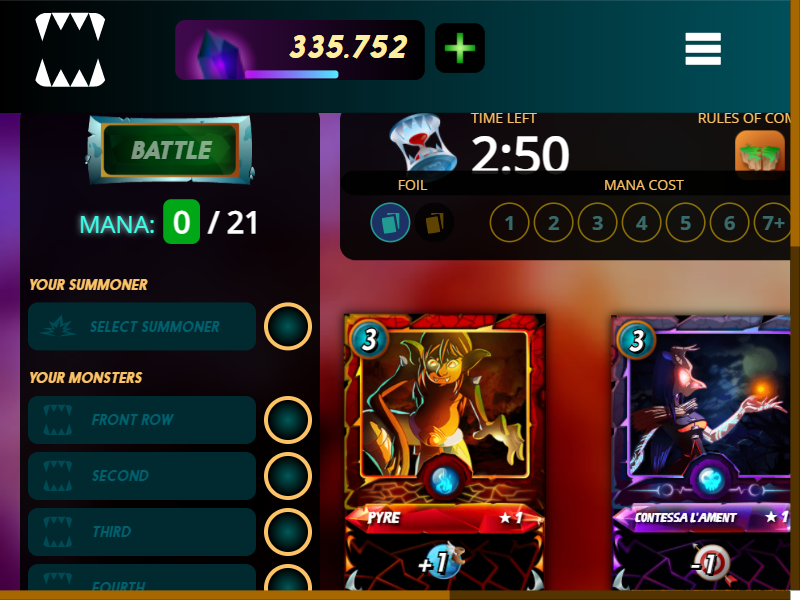 335.752
BATTLE
MANA: 0 / 21
YOUR SUMMONER
SELECT SUMMONER
YOUR MONSTERS
FRONT ROW
SECOND
THIRD
FOURTH
TIME LEFT
2:50
RULES OF COM
FOIL
MANA COST
1 2 3 4 5 6 7+
3
PYRE ★ 1
+1
3
CONTESSA L'AMENT ★ 1
-1